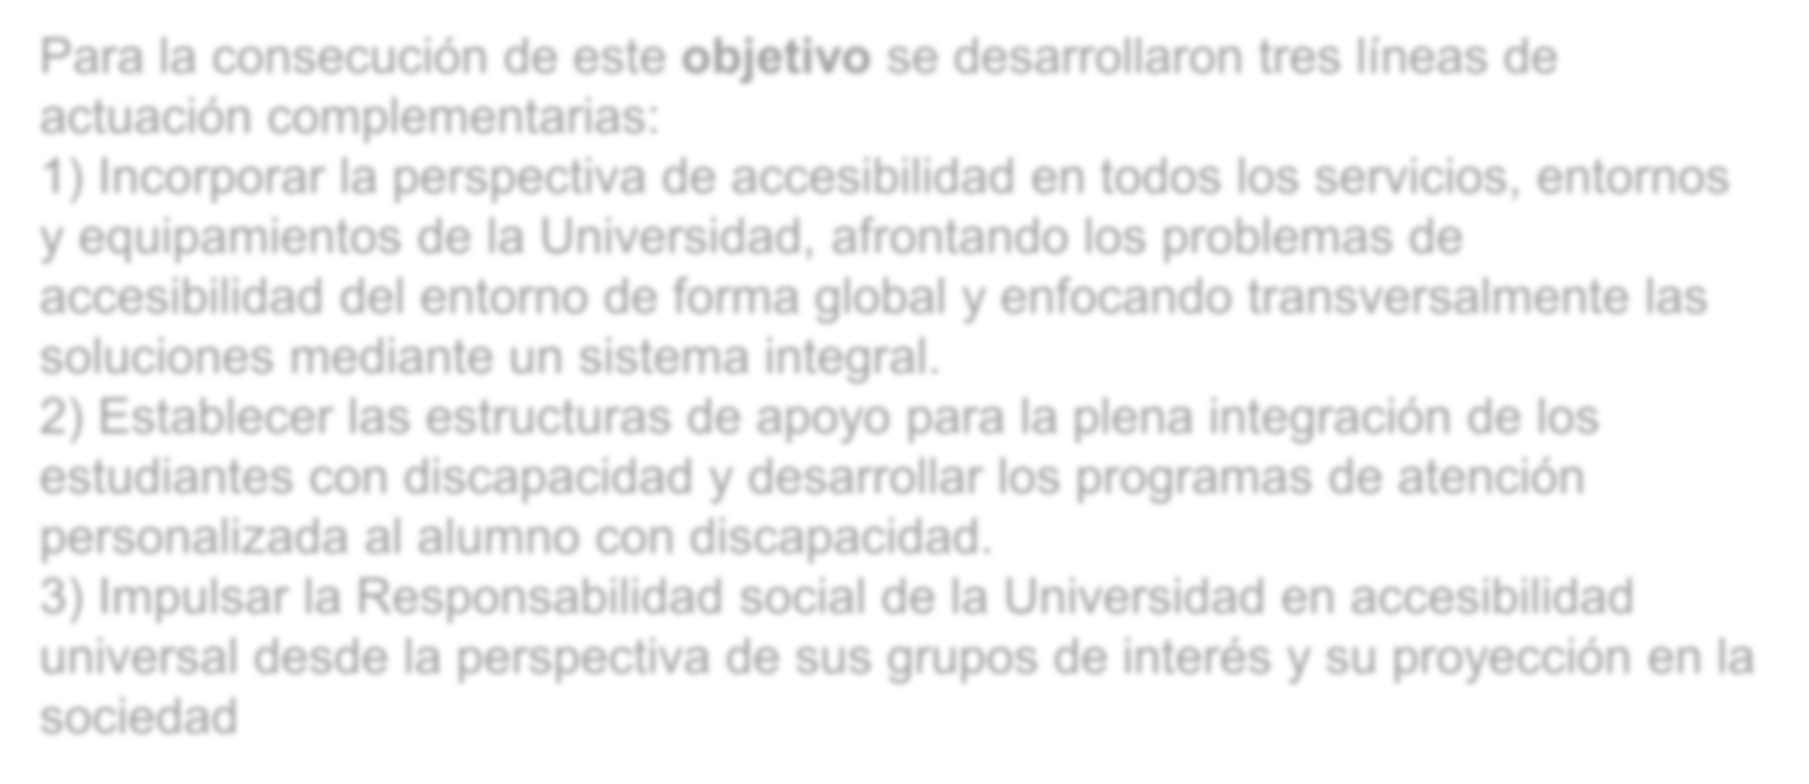 Para la consecución de este objetivo se desarrollaron tres líneas de
actuación complementarias:
1) Incorporar la perspectiva de accesibilidad en todos los servicios, entornos
y equipamientos de la Universidad, afrontando los problemas de
accesibilidad del entorno de forma global y enfocando transversalmente las
soluciones mediante un sistema integral.
2) Establecer las estructuras de apoyo para la plena integración de los
estudiantes con discapacidad y desarrollar los programas de atención
personalizada al alumno con discapacidad.
3) Impulsar la Responsabilidad social de la Universidad en accesibilidad
universal desde la perspectiva de sus grupos de interés y su proyección en la
sociedad